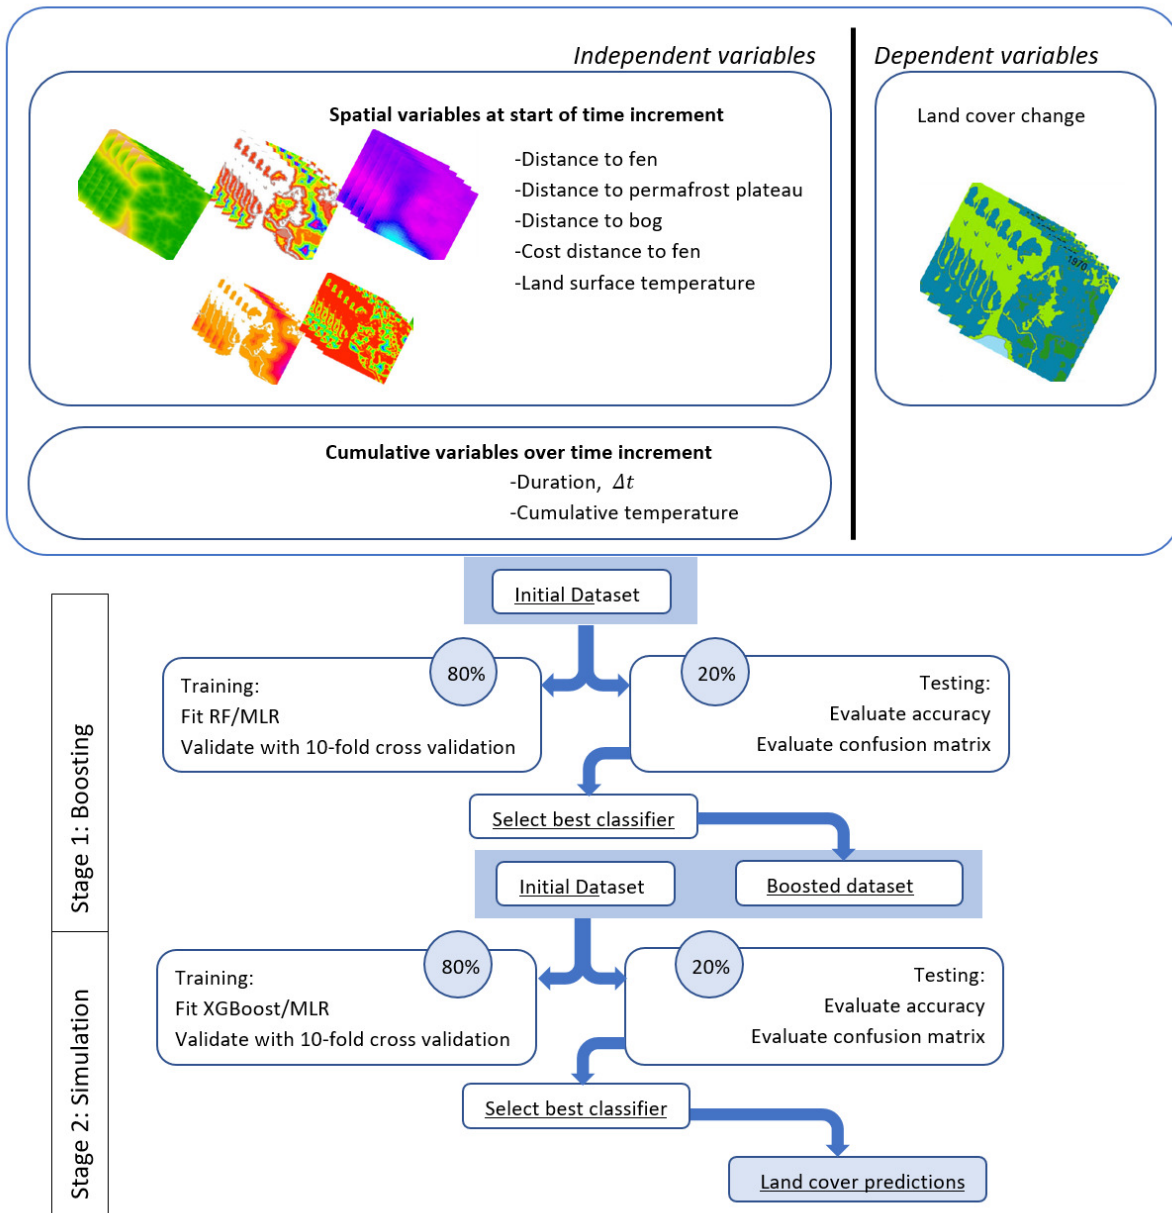 Independent variables
Dependent variables
Spatial variables at start of time increment
-Distance to fen
-Distance to permafrost plateau
-Distance to bog
-Cost distance to fen
-Land surface temperature
Land cover change
1970
Cumulative variables over time increment
-Duration, Δt
-Cumulative temperature
Stage 1: Boosting
Initial Dataset
80%
Training:
Fit RF/MLR
Validate with 10-fold cross validation
20%
Testing:
Evaluate accuracy
Evaluate confusion matrix
Select best classifier
Initial Dataset
Boosted dataset
Stage 2: Simulation
80%
Training:
Fit XGBoost/MLR
Validate with 10-fold cross validation
20%
Testing:
Evaluate accuracy
Evaluate confusion matrix
Select best classifier
Land cover predictions